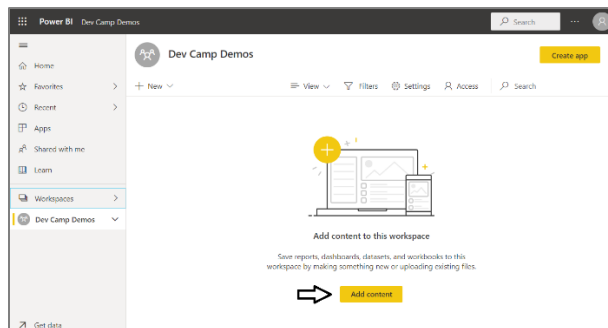 Power BI Dev Camp Demos Search
Dev Camp Demos Create app
Home
Favorites
Recent
Apps
Shared with me
Learn
Workspaces
Dev Camp Demos
Get data
New View Filters Settings Access Search
Add content to this workspace
Save reports, dashboards, datasets, and workbooks to this
workspace by making something new or uploading existing files.
Add content